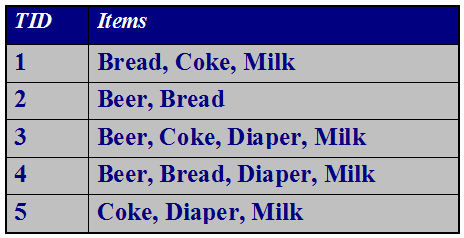 TID Items
1 Bread, Coke, Milk
2 Beer, Bread
3 Beer, Coke, Diaper, Milk
4 Beer, Bread, Diaper, Milk
5 Coke, Diaper, Milk